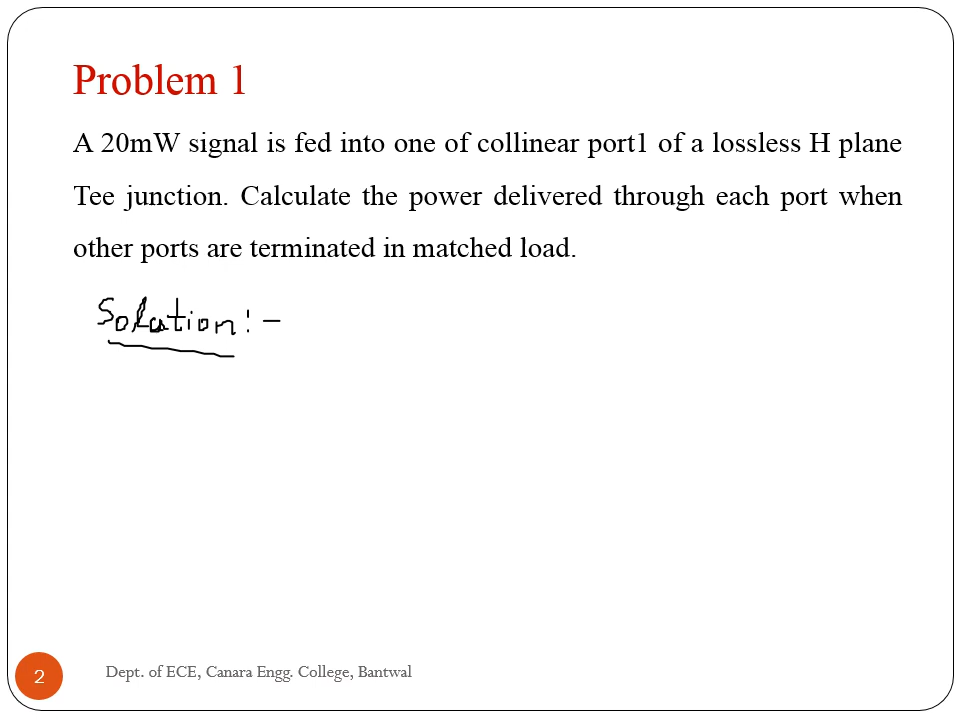 Problem 1
A 20mW signal is fed into one of collinear port1 of a lossless H plane
Tee junction. Calculate the power delivered through each port when
other ports are terminated in matched load.
Solution:-
2
Dept. of ECE, Canara Engg. College, Bantwal